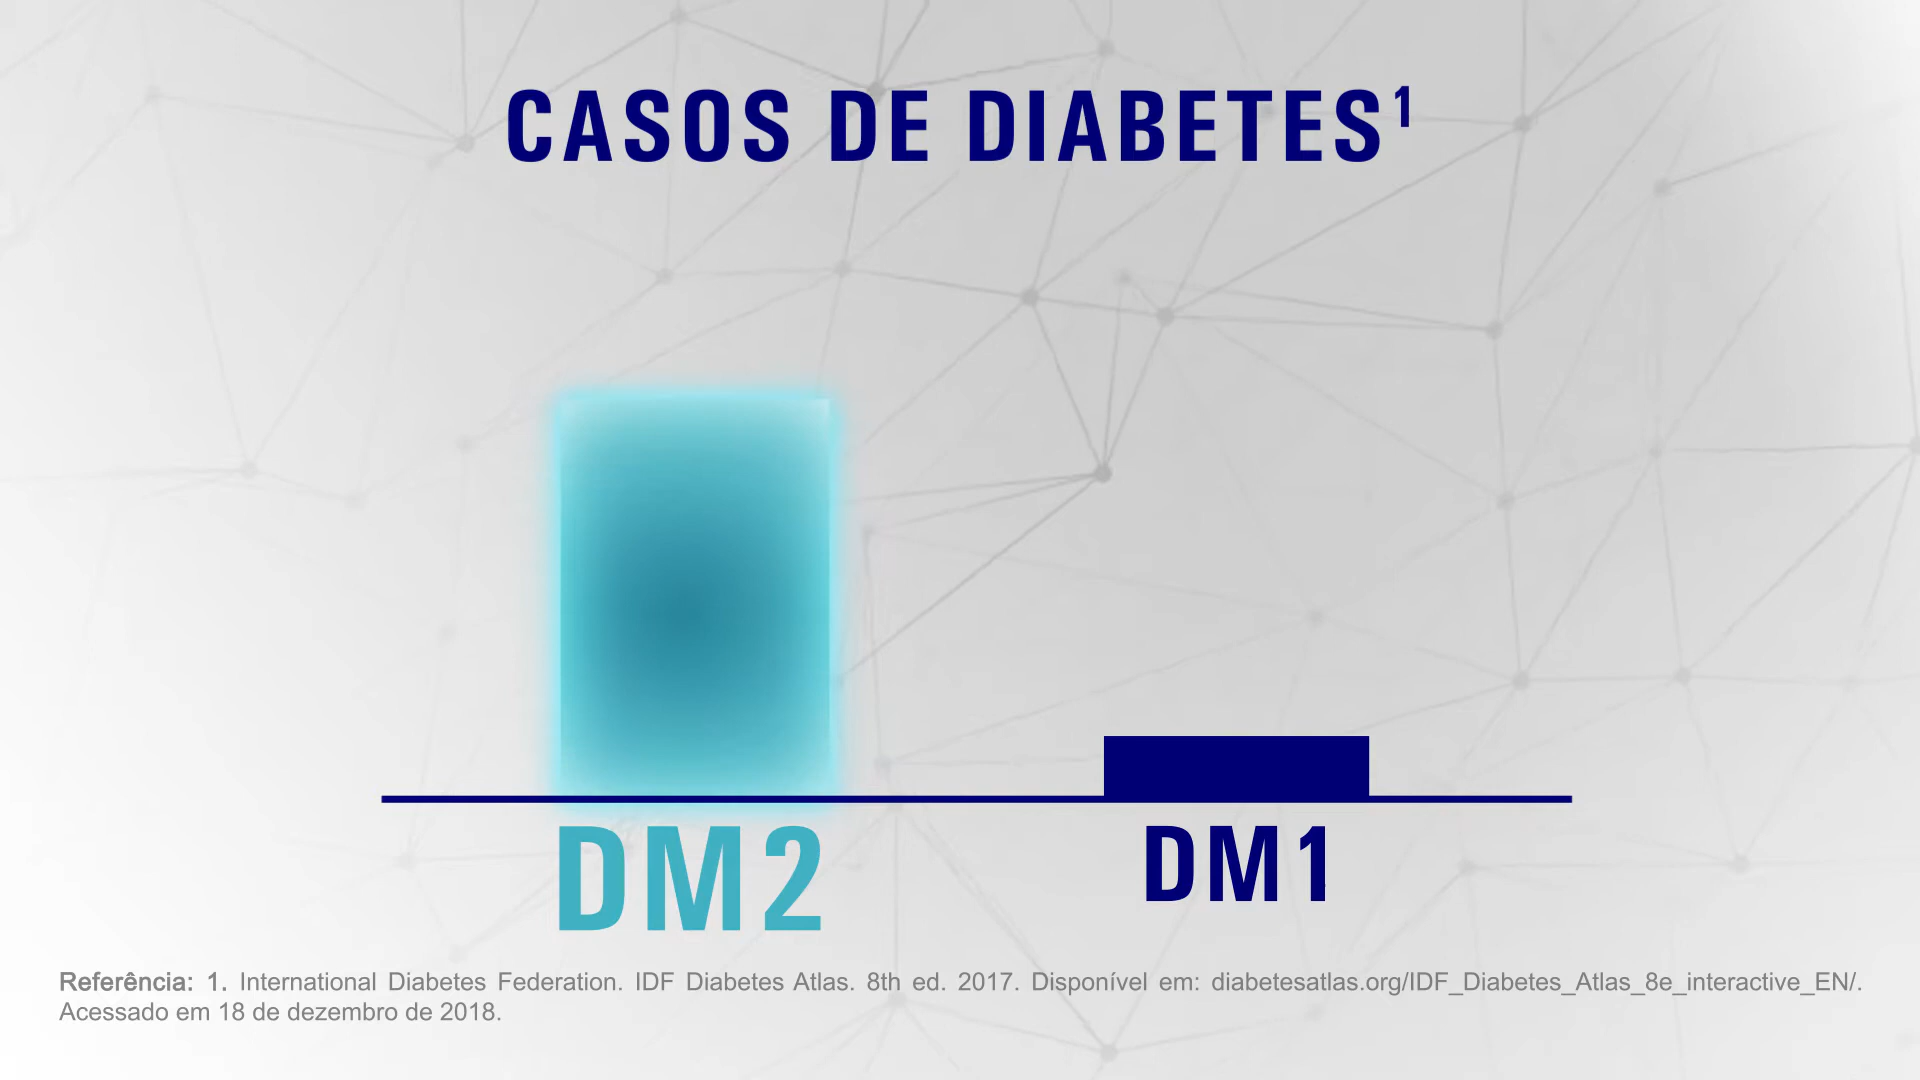 CASOS DE DIABETES¹
DM2
DM1
Referência: 1. International Diabetes Federation. IDF Diabetes Atlas. 8th ed. 2017. Disponível em: diabetesatlas.org/IDF_Diabetes_Atlas_8e_interactive_EN/.
Acessado em 18 de dezembro de 2018.